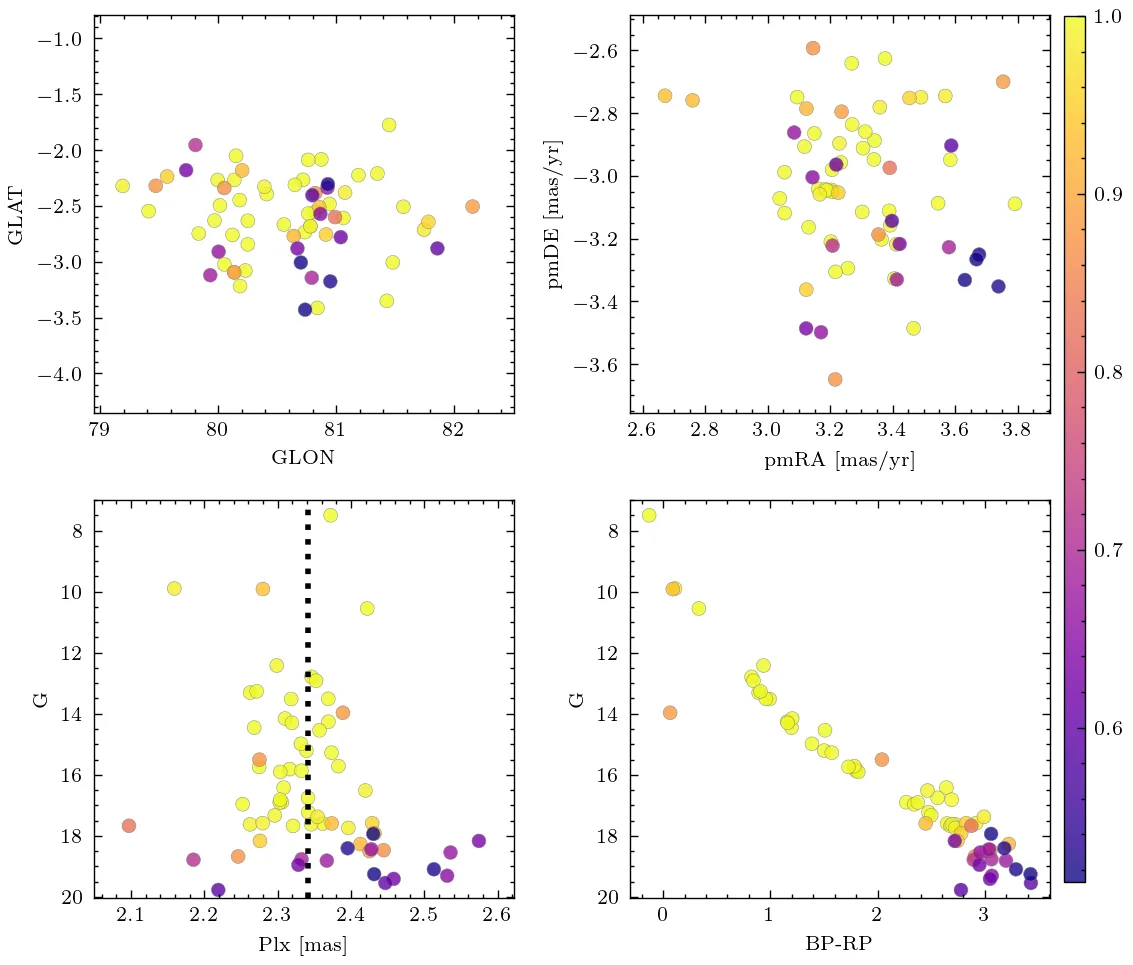 −1.0
−1.5
−2.0
−2.5
−3.0
−3.5
−4.0
GLAT
79 80 81 82
GLON
−2.6
−2.8
−3.0
−3.2
−3.4
−3.6
pmDE [mas/yr]
2.6 2.8 3.0 3.2 3.4 3.6 3.8
pmRA [mas/yr]
8
10
12
14
16
18
20
G
2.1 2.2 2.3 2.4 2.5 2.6
Plx [mas]
8
10
12
14
16
18
20
G
0 1 2 3
BP-RP
1.0
0.9
0.8
0.7
0.6